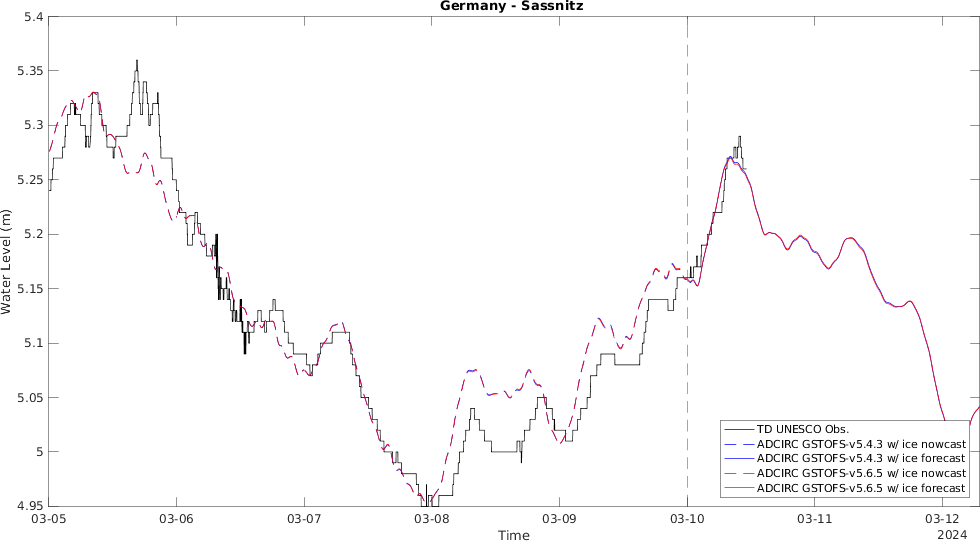 Germany - Sassnitz
5.4
5.35
5.3
5.25
5.2
5.15
5.1
5.05
5
4.95
Water Level (m)
03-05 03-06 03-07 03-08 03-09 03-10 03-11 03-12
Time
2024
TD UNESCO Obs.
ADCIRC GSTOFS-v5.4.3 w/ ice nowcast
ADCIRC GSTOFS-v5.4.3 w/ ice forecast
ADCIRC GSTOFS-v5.6.5 w/ ice nowcast
ADCIRC GSTOFS-v5.6.5 w/ ice forecast